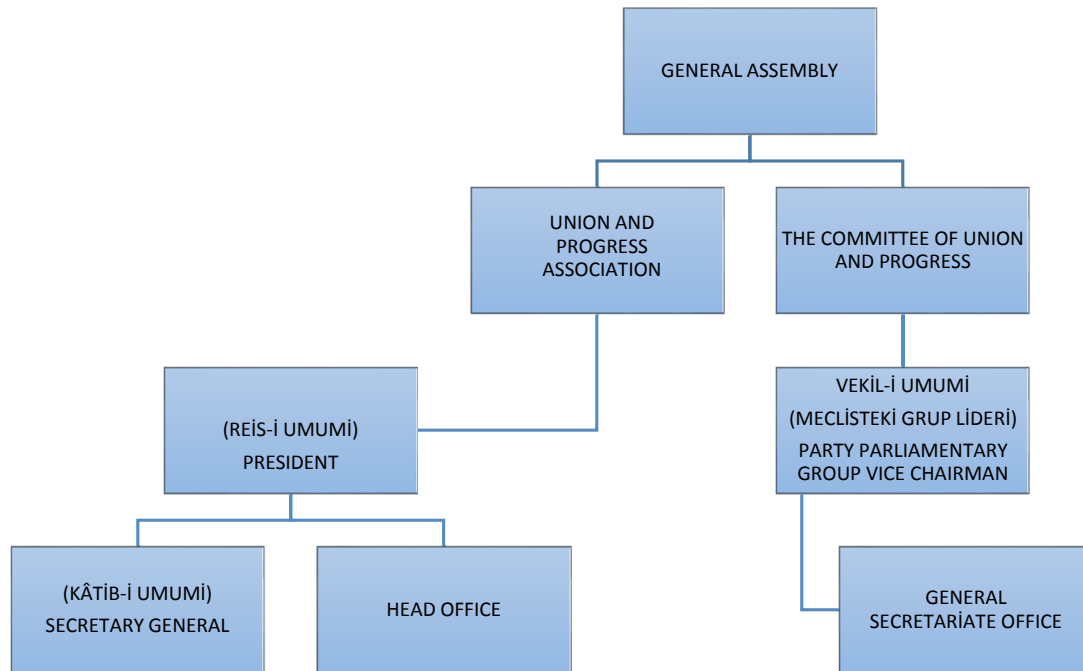 GENERAL ASSEMBLY
UNION AND
PROGRESS
ASSOCIATION
THE COMMITTEE OF UNION
AND PROGRESS
(REİS-İ UMUMİ)
PRESIDENT
VEKİL-İ UMUMİ
(MECLİSTEKİ GRUP LİDERİ)
PARTY PARLIAMENTARY
GROUP VICE CHAIRMAN
(KÂTİB-İ UMUMİ)
SECRETARY GENERAL
HEAD OFFICE
GENERAL
SECRETARİATE OFFICE